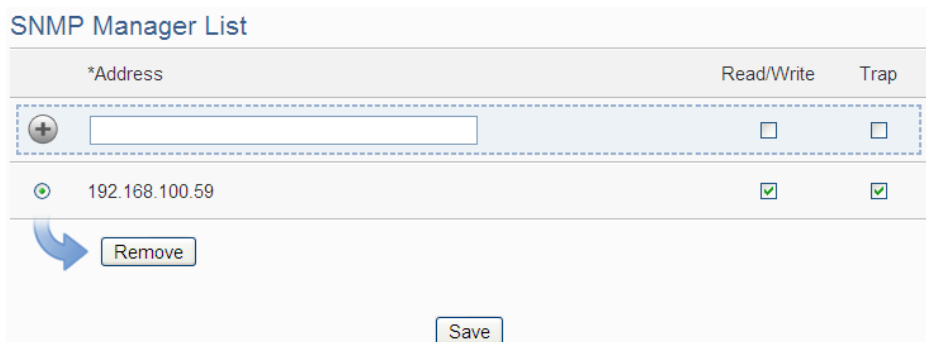 SNMP Manager List
*Address Read/Write Trap
192.168.100.59
Remove
Save